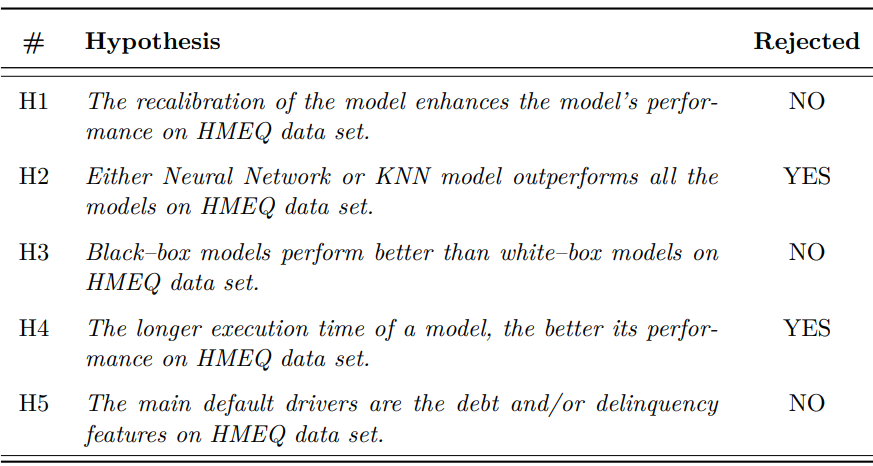 # Hypothesis Rejected
H1 The recalibration of the model enhances the model's perfor- NO
mance on HMEQ data set.
H2 Either Neural Network or KNN model outperforms all the YES
models on HMEQ data set.
H3 Black–box models perform better than white–box models on NO
HMEQ data set.
H4 The longer execution time of a model, the better its perfor- YES
mance on HMEQ data set.
H5 The main default drivers are the debt and/or delinquency NO
features on HMEQ data set.